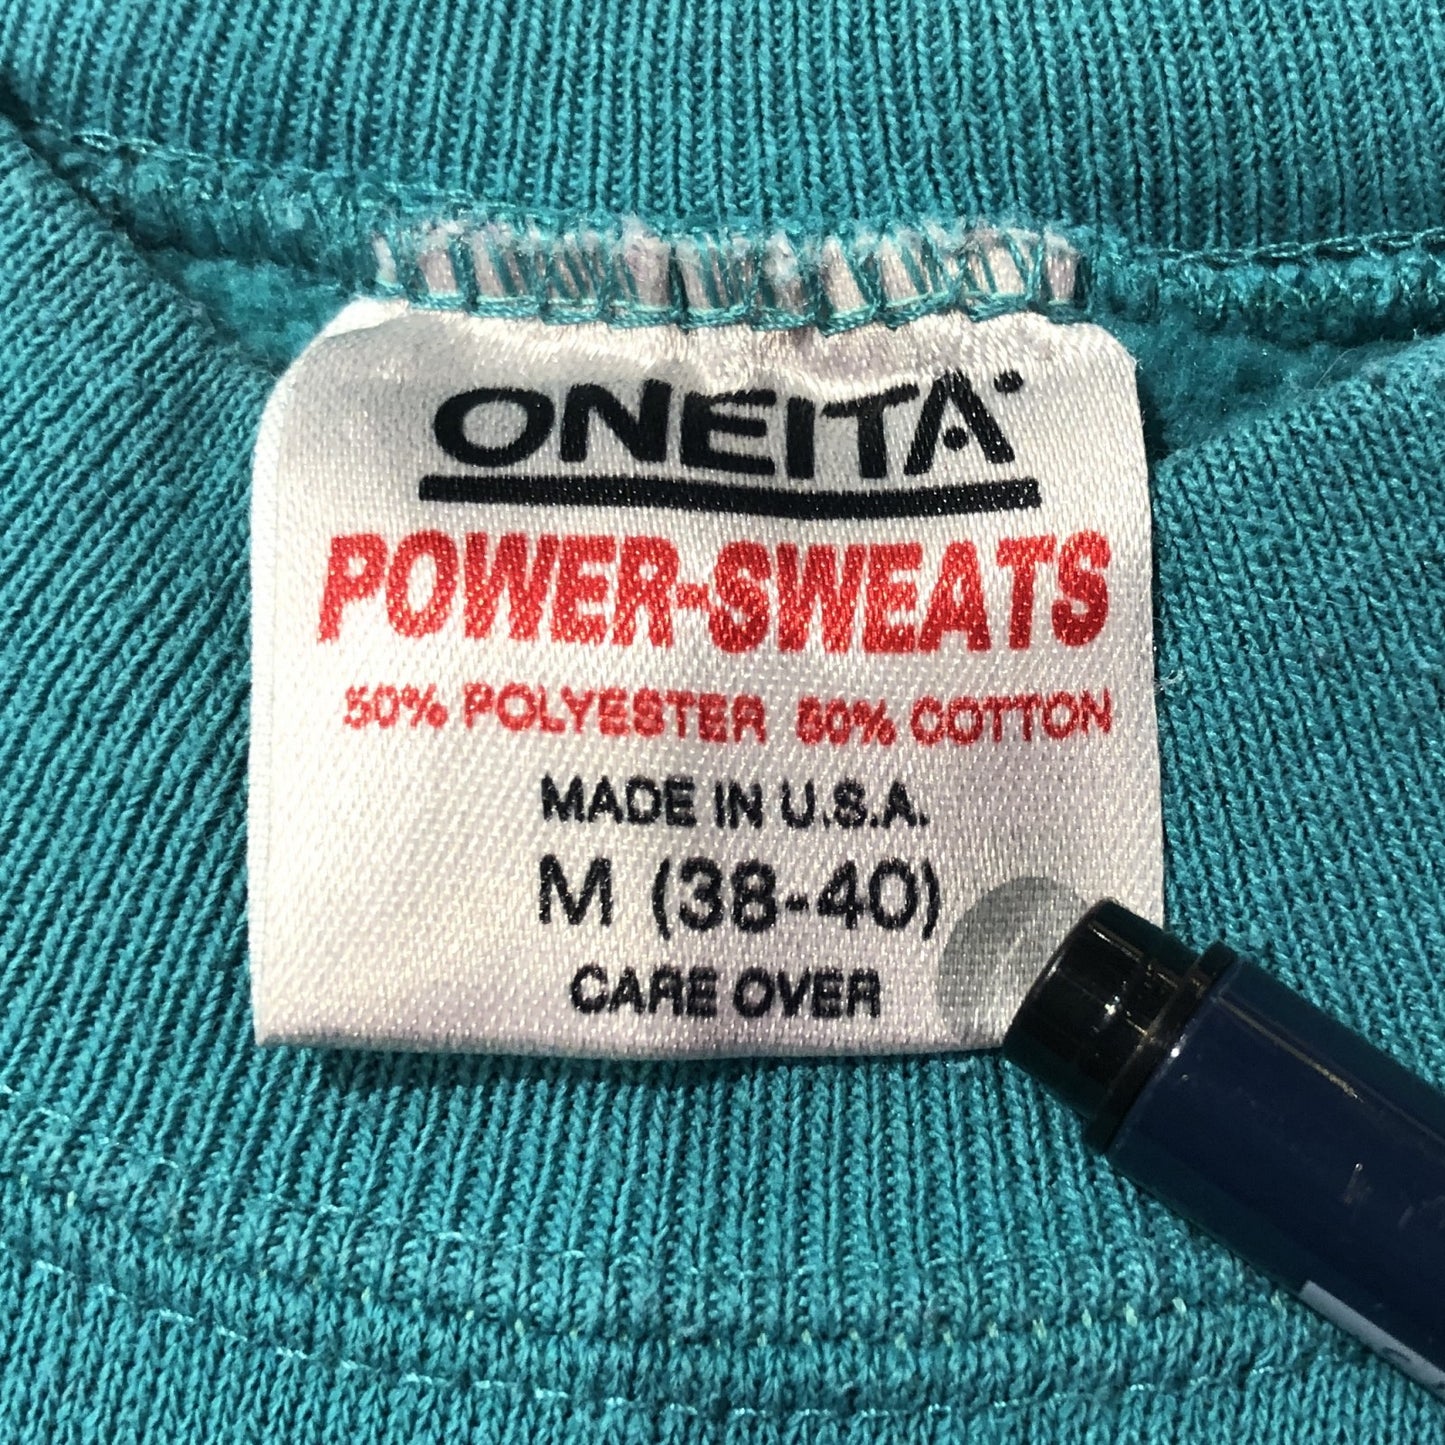 ONEITA
POWER-SWEATS
50% POLYESTER 50% COTTON
MADE IN U.S.A.
M (38-40)
CARE OVER